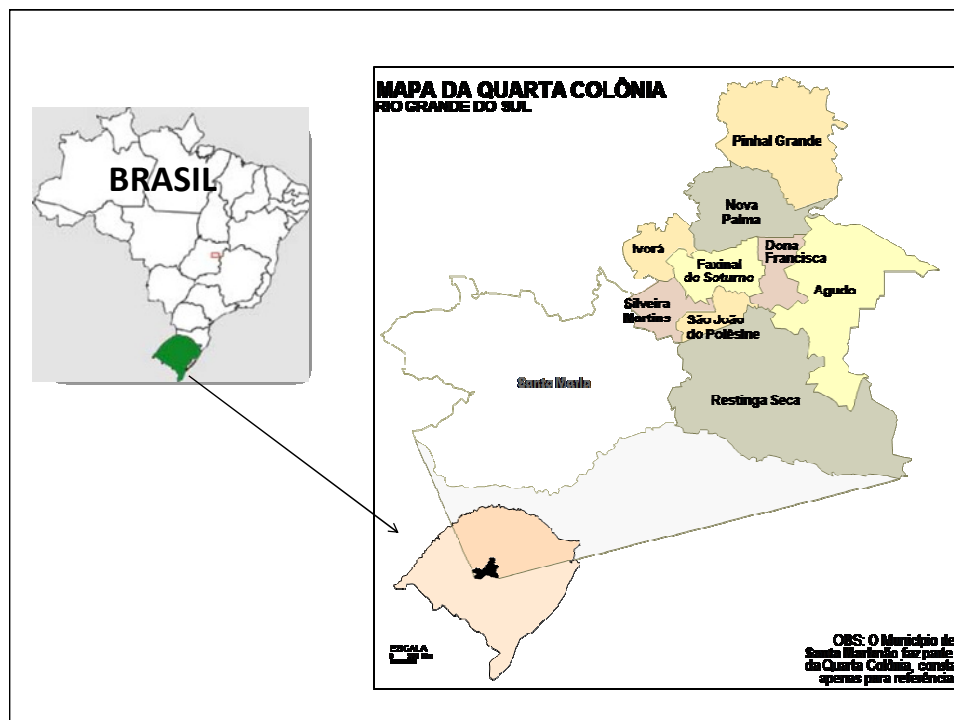 MAPA DA QUARTA COLÔNIA
RIO GRANDE DO SUL
BRASIL
Pinhal Grande
Nova
Palma
Ivorá
Dona
Francisca
Faxinal
do Soturno
Agudo
Silveira
Martins
São João
do Polêsine
Santa Maria
Restinga Seca
ESCALA
0
OBS: O Município de
Santa Maria não faz parte
da Quarta Colônia, consta
apenas para referência